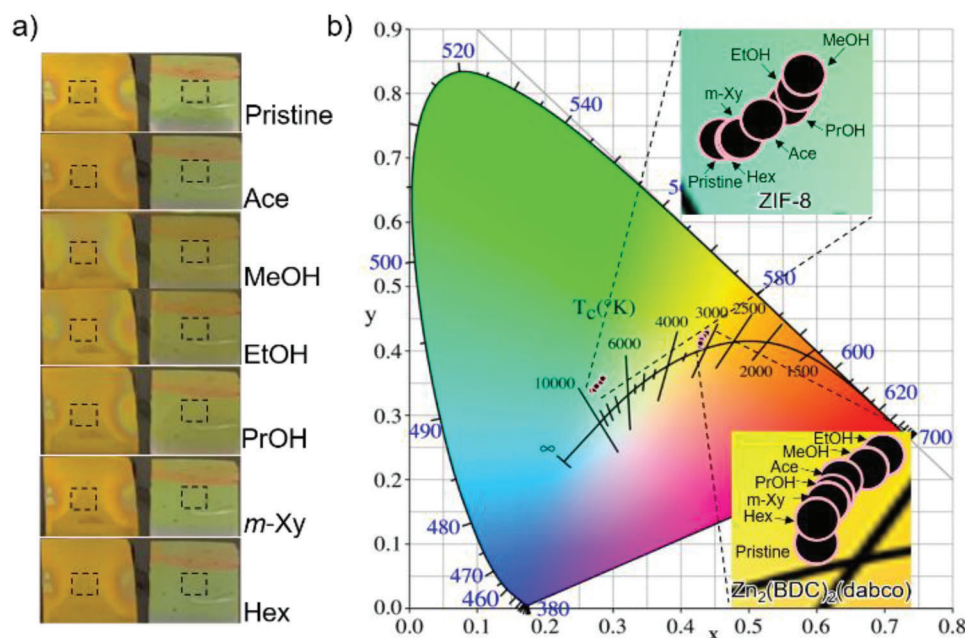 a)
Pristine
Ace
MeOH
EtOH
PrOH
m-Xy
Hex
b)
0.9
0.8
0.7
0.6
0.5
y
0.4
0.3
0.2
0.1
0.0
0.0 0.1 0.2 0.3 0.4 0.5 0.6 0.7 0.8
x
520
540
580
600
620
700
500
490
480
470
460
380
T_C(°K)
∞
10000
6000
4000
3000
2500
2000
1500
MeOH
EtOH
m-Xy
PrOH
Ace
Pristine
Hex
ZIF-8
EtOH
MeOH
Ace
PrOH
m-Xy
Hex
Pristine
Zn₂(BDC)₂(dabco)